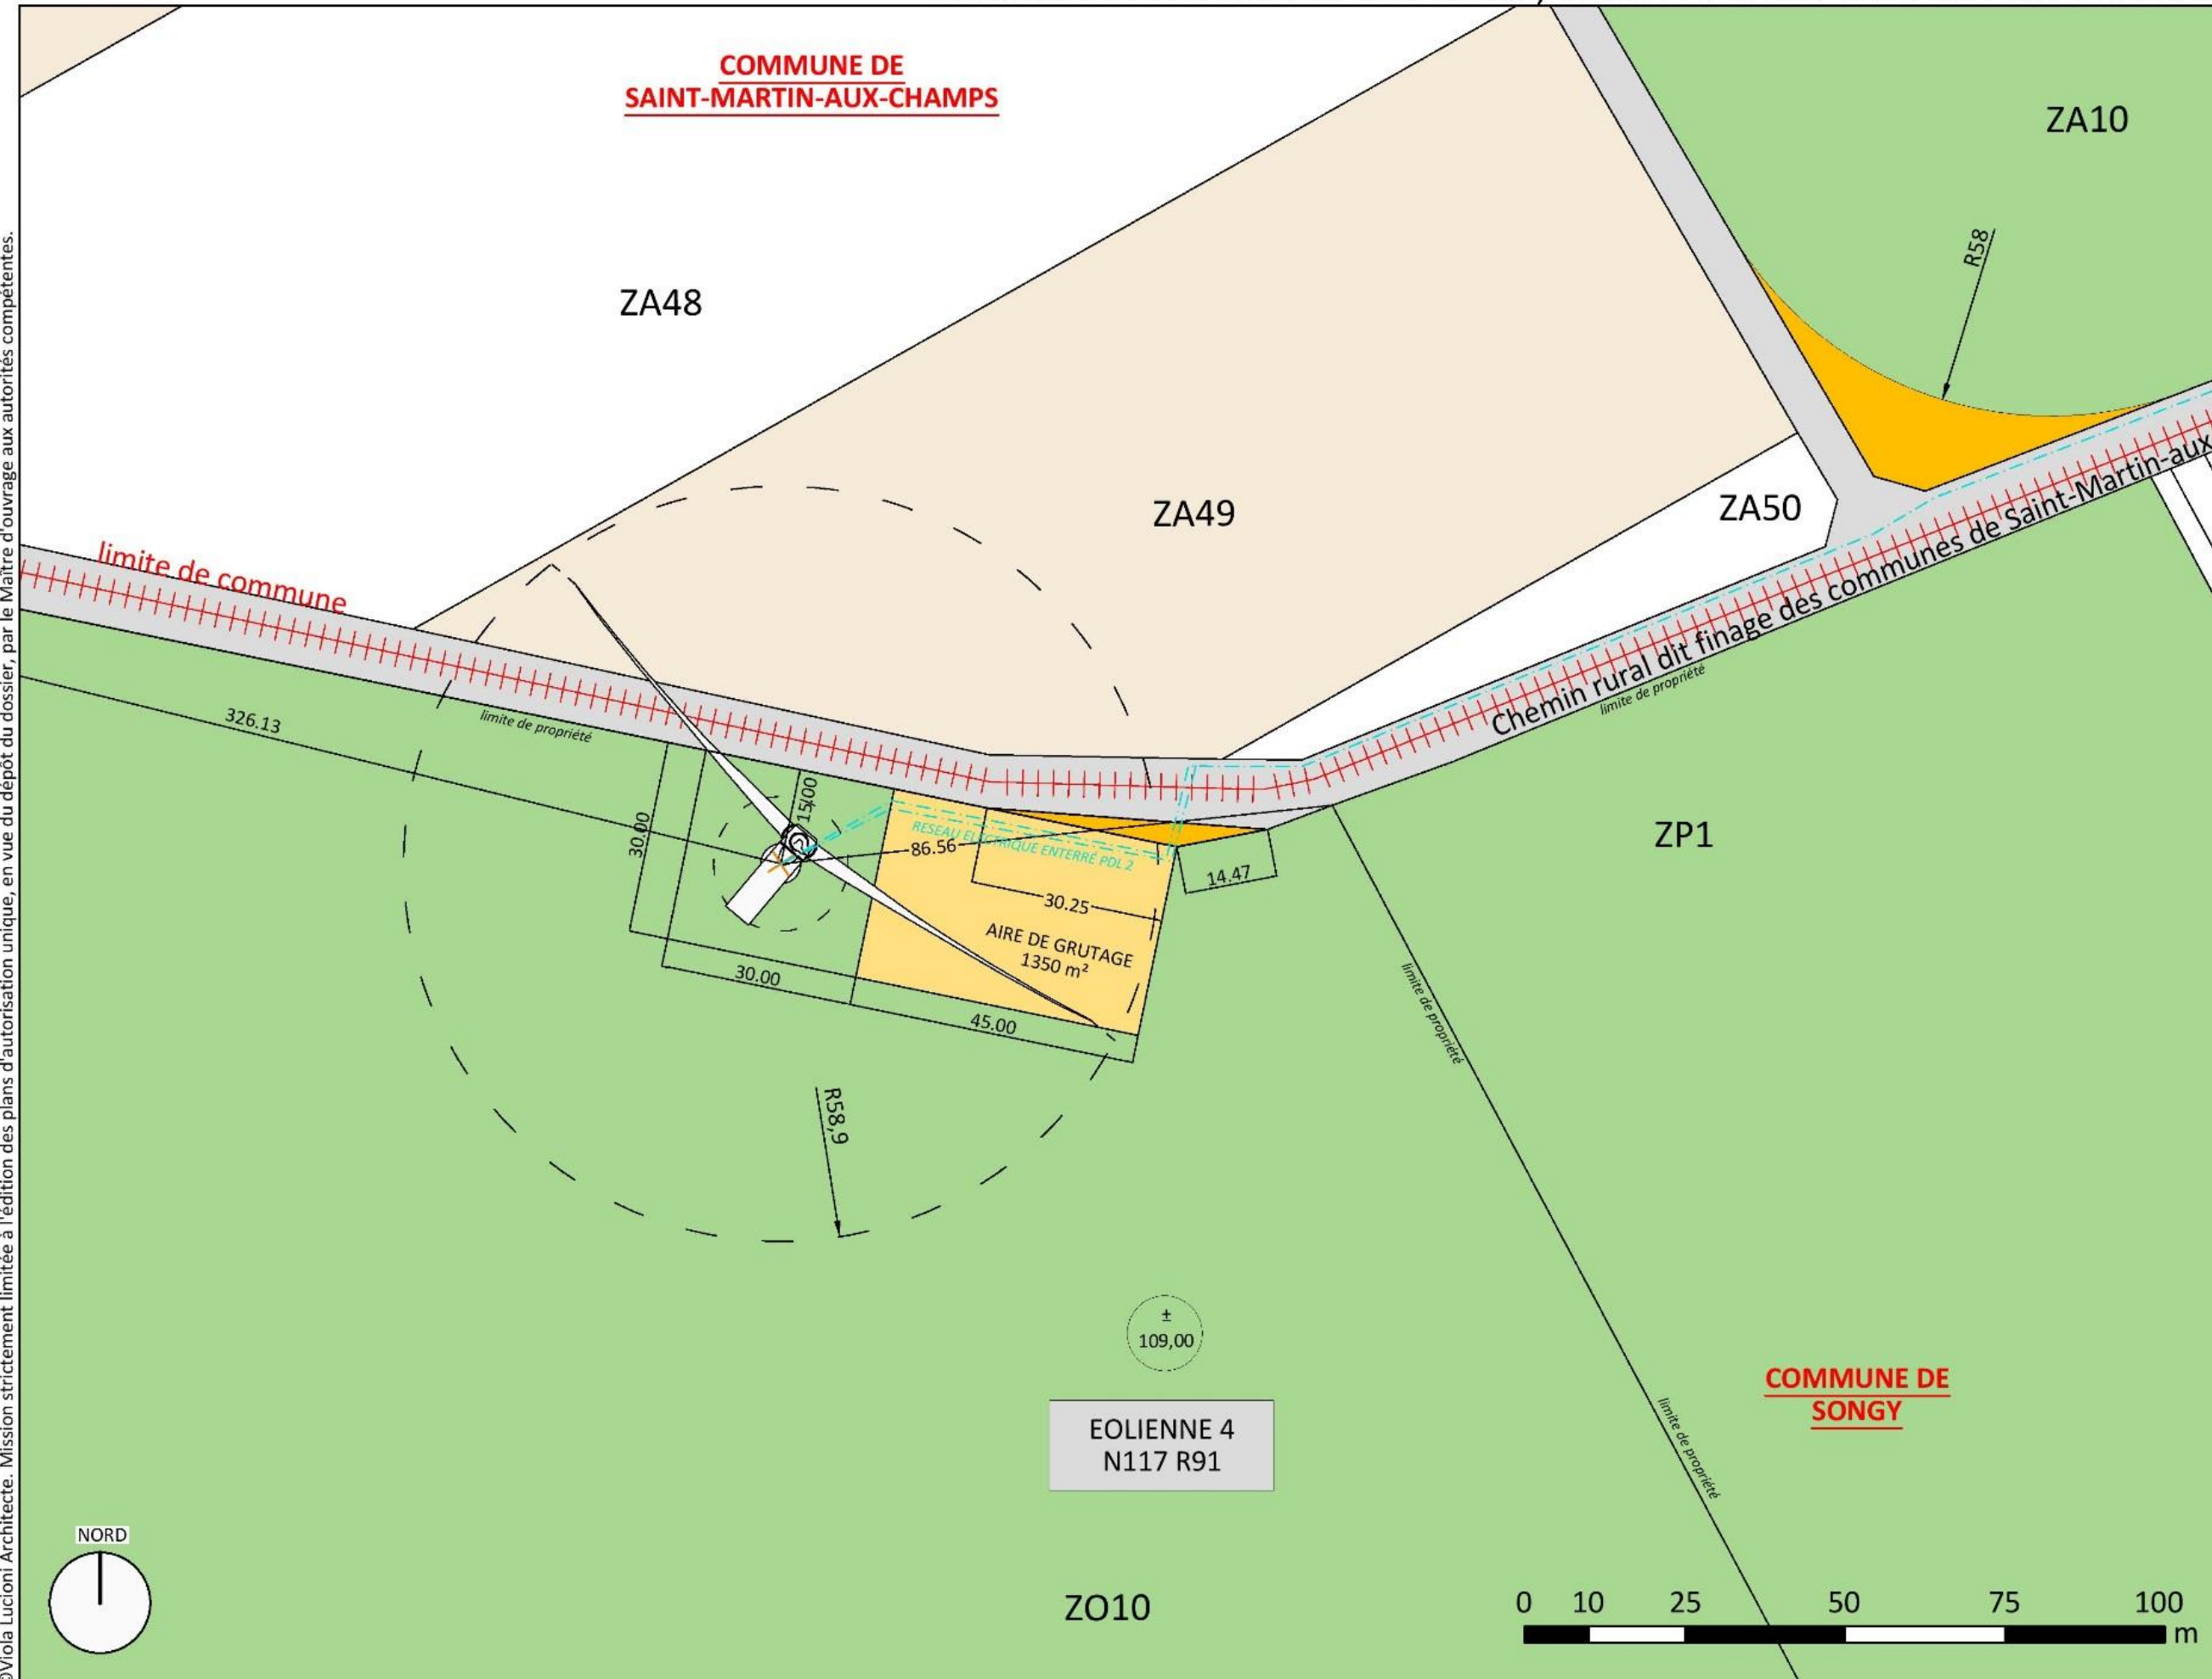 COMMUNE DE
SAINT-MARTIN-AUX-CHAMPS
ZA10
R58
ZA48
ZA49
ZA50
limite de commune
Chemin rural dit finage des communes de Saint-Martin-aux
limite de propriété
326.13
limite de propriété
15,00
30.00
RESEAU ELECTRIQUE ENTERRÉ PDL 2
86.56
14.47
30.25
AIRE DE GRUTAGE
1350 m²
30.00
45.00
ZP1
limite de propriété
R58,9
±
109,00
EOLIENNE 4
N117 R91
COMMUNE DE
SONGY
limite de propriété
NORD
ZO10
0 10 25 50 75 100
m
©Viola Lucioni Architecte. Mission strictement limitée à l'édition des plans d'autorisation unique, en vue du dépôt du dossier, par le Maître d'ouvrage aux autorités compétentes.